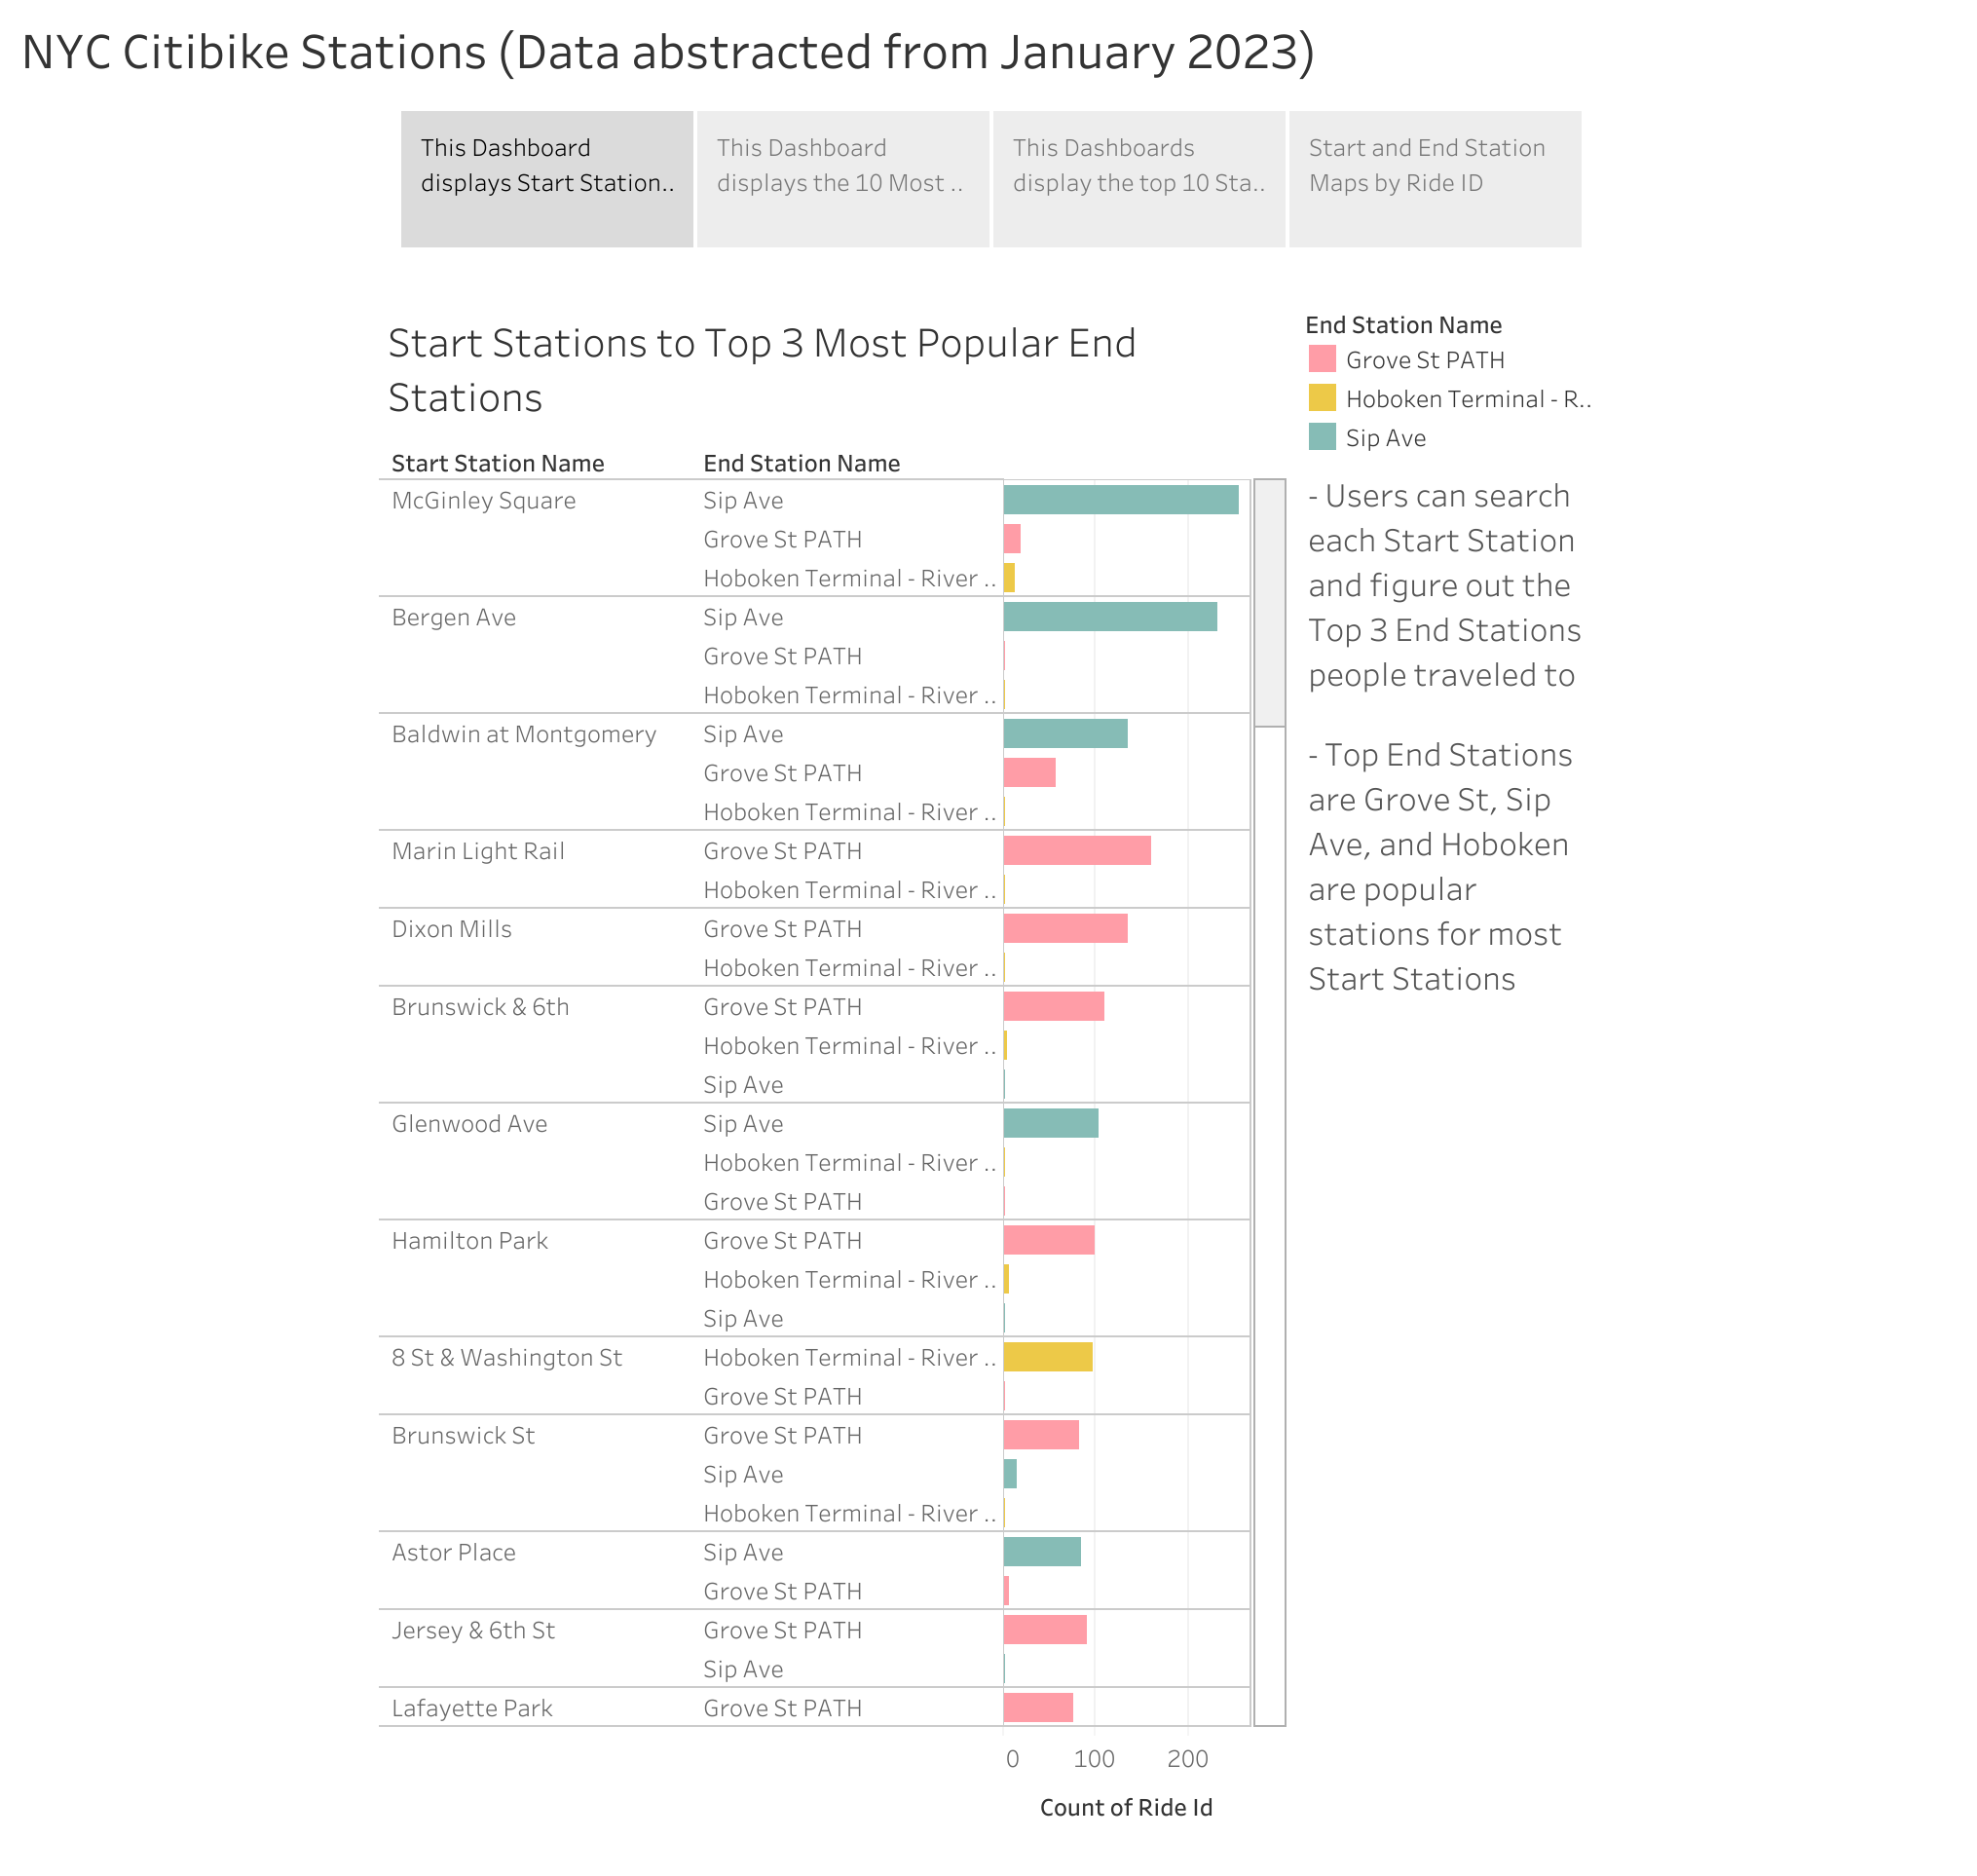 NYC Citibike Stations (Data abstracted from January 2023)
This Dashboard
displays Start Station..
This Dashboard
displays the 10 Most ..
This Dashboards
display the top 10 Sta..
Start and End Station
Maps by Ride ID
Start Stations to Top 3 Most Popular End
Stations
End Station Name
Grove St PATH
Hoboken Terminal - R..
Sip Ave
- Users can search
each Start Station
and figure out the
Top 3 End Stations
people traveled to
- Top End Stations
are Grove St, Sip
Ave, and Hoboken
are popular
stations for most
Start Stations
Start Station Name End Station Name
McGinley Square Sip Ave
Grove St PATH
Hoboken Terminal - River ..
Bergen Ave Sip Ave
Grove St PATH
Hoboken Terminal - River ..
Baldwin at Montgomery Sip Ave
Grove St PATH
Hoboken Terminal - River ..
Marin Light Rail Grove St PATH
Hoboken Terminal - River ..
Dixon Mills Grove St PATH
Hoboken Terminal - River ..
Brunswick & 6th Grove St PATH
Hoboken Terminal - River ..
Sip Ave
Glenwood Ave Sip Ave
Hoboken Terminal - River ..
Grove St PATH
Hamilton Park Grove St PATH
Hoboken Terminal - River ..
Sip Ave
8 St & Washington St Hoboken Terminal - River ..
Grove St PATH
Brunswick St Grove St PATH
Sip Ave
Hoboken Terminal - River ..
Astor Place Sip Ave
Grove St PATH
Jersey & 6th St Grove St PATH
Sip Ave
Lafayette Park Grove St PATH
0 100 200
Count of Ride Id